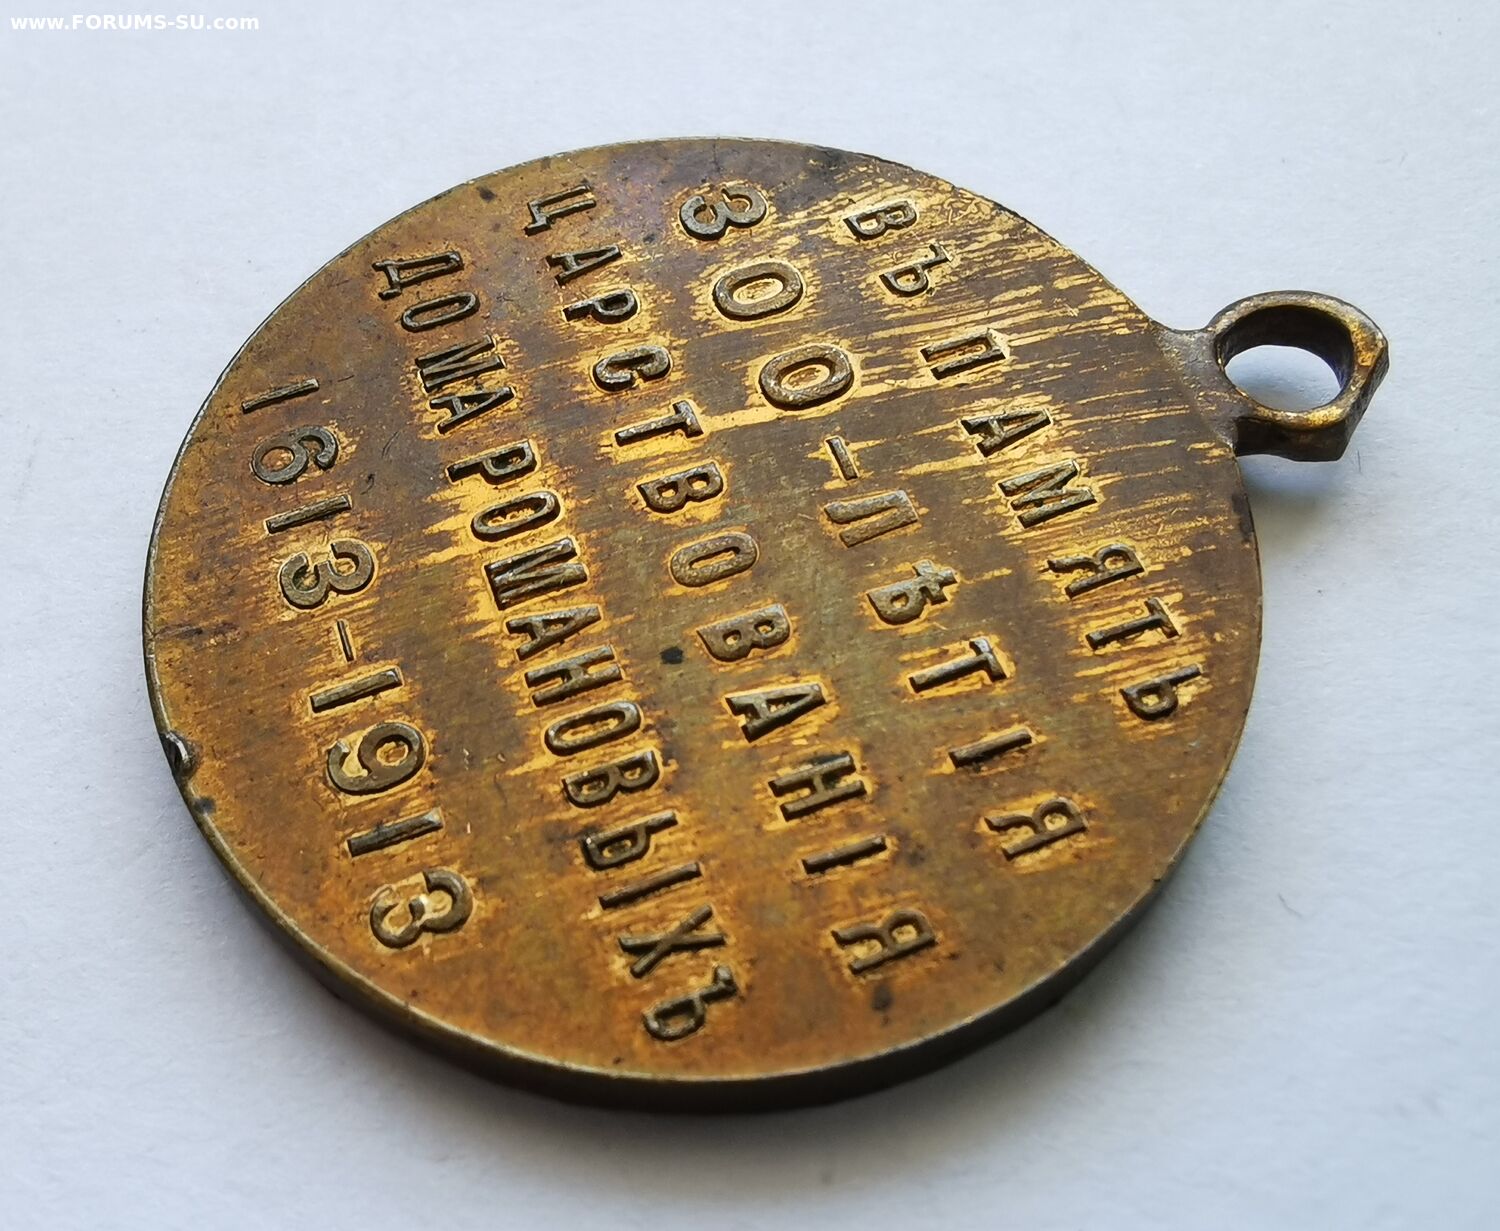 www.FORUMS-SU.com
ВЪ ПАМЯТЬ
300-ЛѢТІЯ
ЦАРСТВОВАНІЯ
ДОМА РОМАНОВЫХЪ
1613-1913